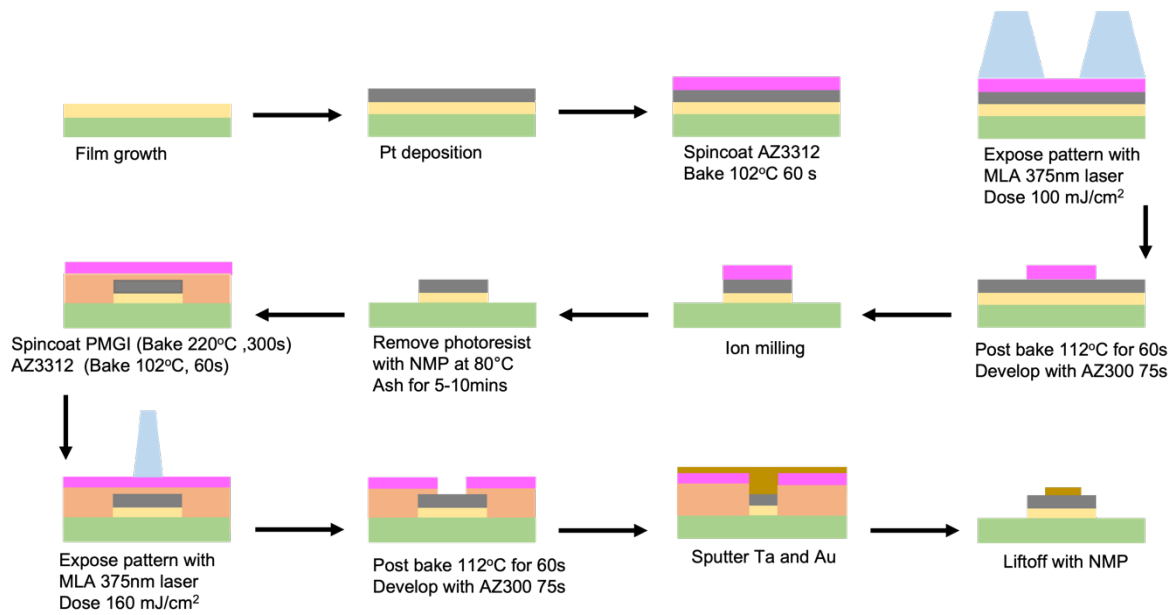 Film growth
Pt deposition
Spincoat AZ3312
Bake 102°C 60 s
Expose pattern with
MLA 375nm laser
Dose 100 mJ/cm²
Post bake 112°C for 60s
Develop with AZ300 75s
Ion milling
Remove photoresist
with NMP at 80°C
Ash for 5-10mins
Spincoat PMGI (Bake 220°C ,300s)
AZ3312  (Bake 102°C, 60s)
Expose pattern with
MLA 375nm laser
Dose 160 mJ/cm²
Post bake 112°C for 60s
Develop with AZ300 75s
Sputter Ta and Au
Liftoff with NMP